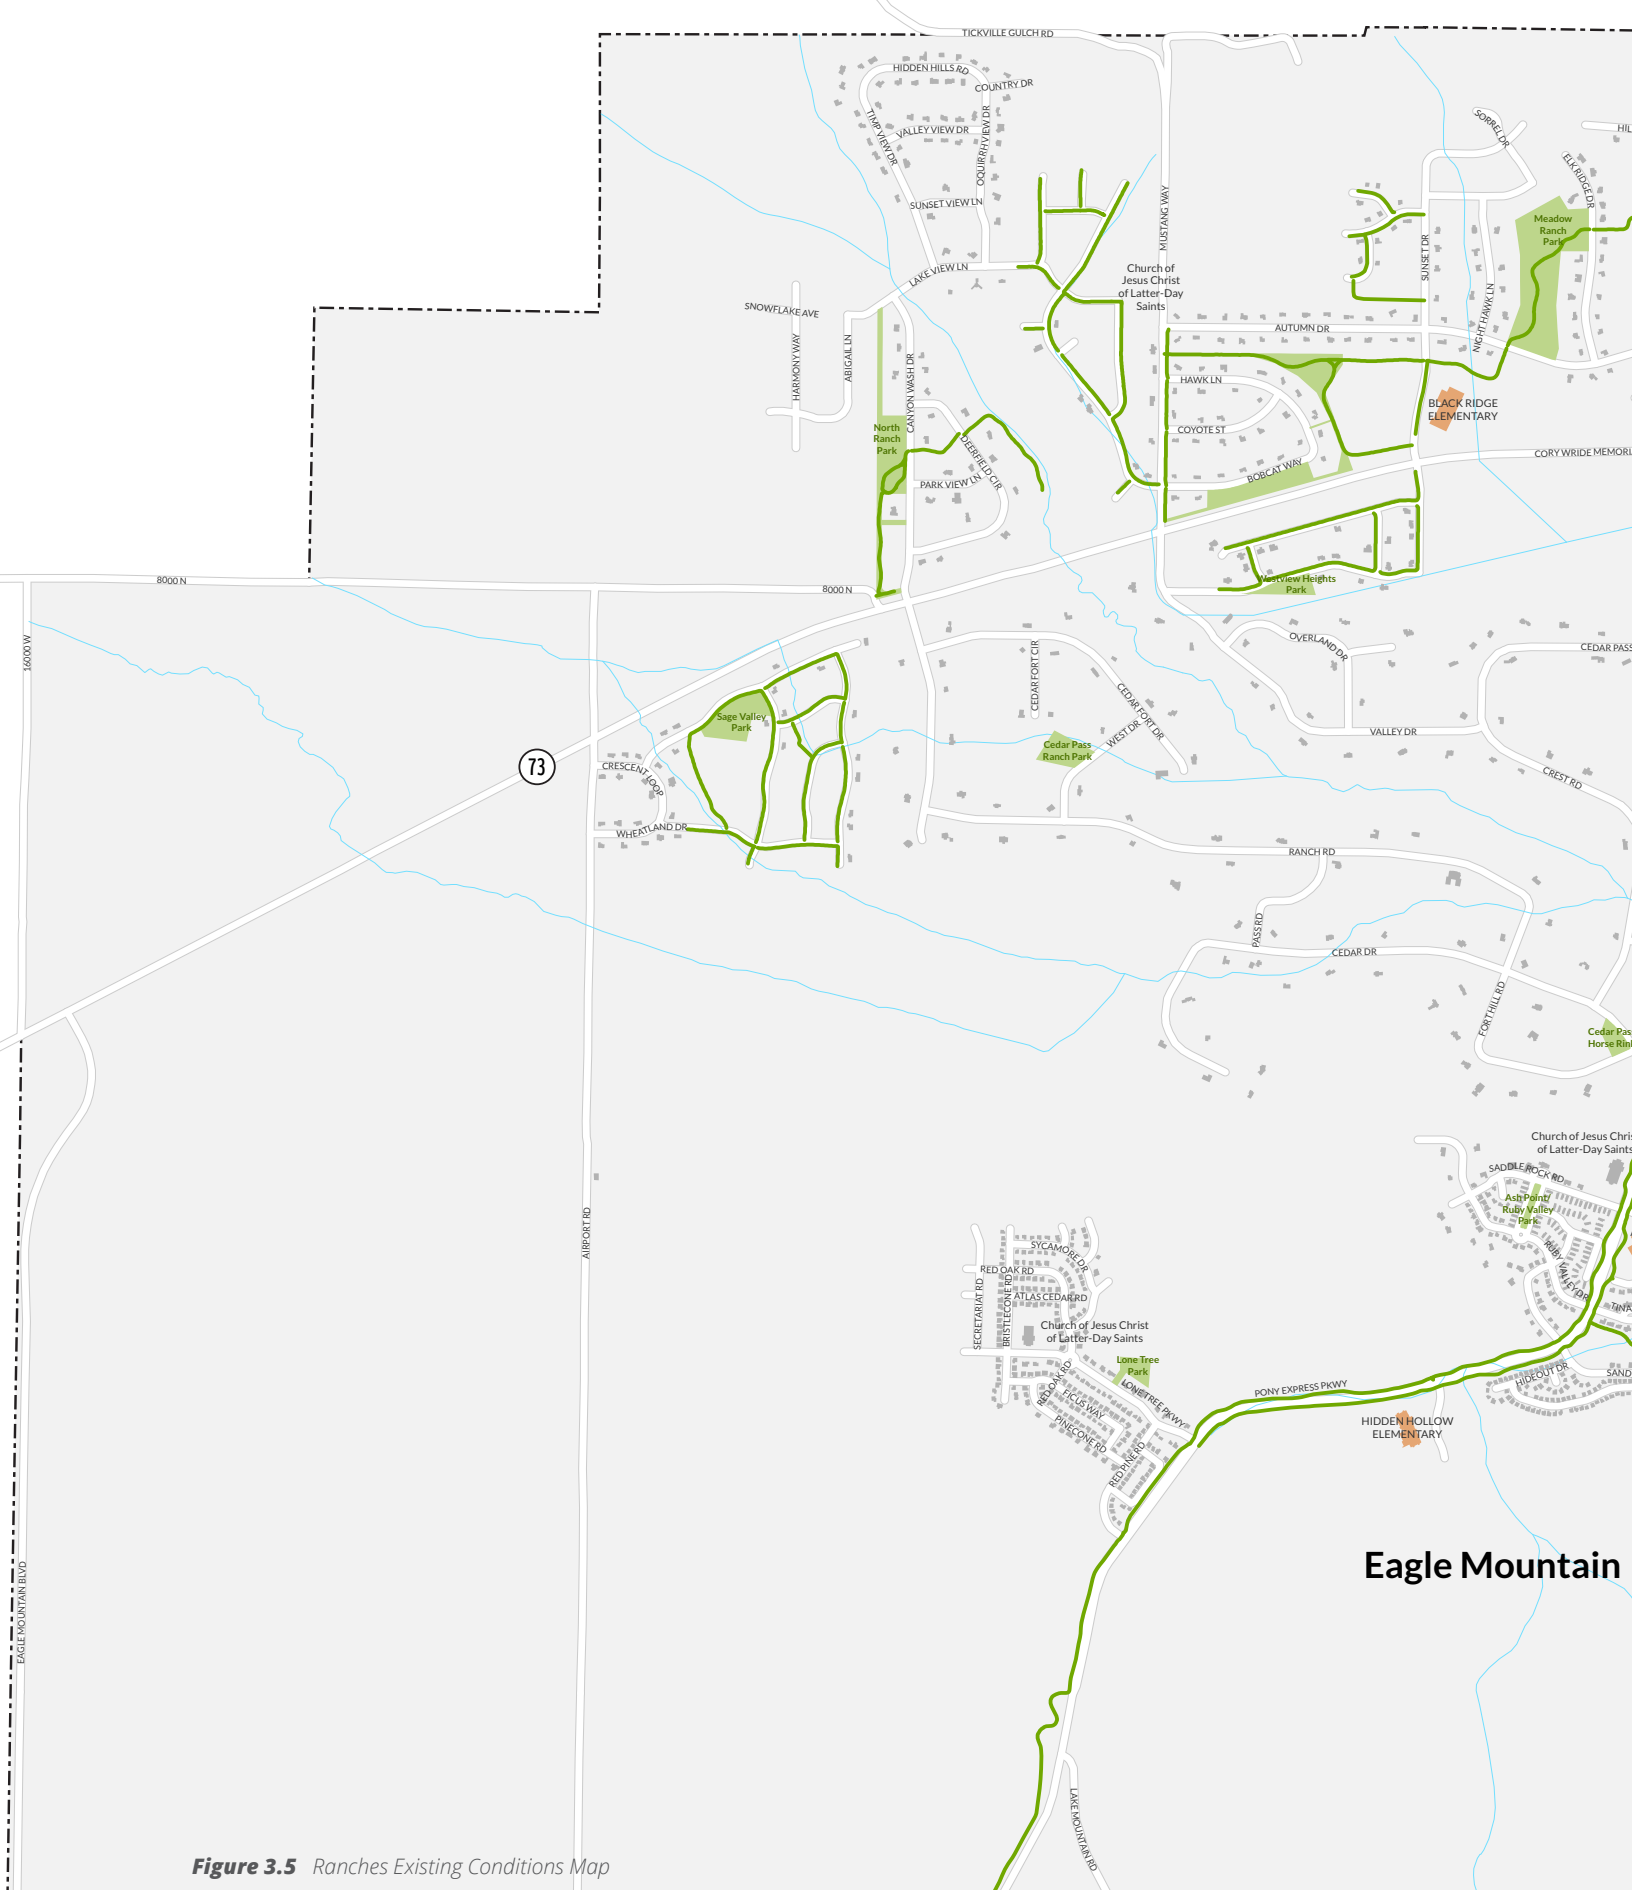 TICKVILLE GULCH RD
HIDDEN HILLS RD
COUNTRY DR
TIMP VIEW DR
VALLEY VIEW DR
OQUIRRH VIEW DR
SUNSET VIEW LN
LAKE VIEW LN
MUSTANG WAY
SORREL DR
ELK RIDGE DR
Meadow
Ranch
Park
SUNSET DR
NIGHT HAWK LN
Church of
Jesus Christ
of Latter-Day
Saints
SNOWFLAKE AVE
HARMONY WAY
ABIGAIL LN
CANYON WASH DR
AUTUMN DR
HAWK LN
COYOTE ST
BOBCAT WAY
BLACK RIDGE
ELEMENTARY
North
Ranch
Park
DEERFIELD CIR
PARK VIEW LN
CORY WRIDE MEMORI
8000 N
8000 N
Westview Heights
Park
16000 W
OVERLAND DR
CEDAR PASS
CEDAR FORT CIR
CEDAR FORT DR
WEST DR
Sage Valley
Park
Cedar Pass
Ranch Park
VALLEY DR
CREST RD
73
CRESCENT LOOP
WHEATLAND DR
RANCH RD
PASS RD
CEDAR DR
FORT HILL RD
Cedar Pas
Horse Rin
Church of Jesus Chris
of Latter-Day Saints
SADDLE ROCK RD
Ash Point/
Ruby Valley
Park
RUBY VALLEY DR
TINA
AIRPORT RD
SYCAMORE DR
RED OAK RD
ATLAS CEDAR RD
SECRETARIAT RD
BRISTLECONE RD
Church of Jesus Christ
of Latter-Day Saints
Lone Tree
Park
LONE TREE PKWY
RED OAK RD
FICUS WAY
PINECONE RD
RED PINE RD
PONY EXPRESS PKWY
HIDEOUT DR
SAND
HIDDEN HOLLOW
ELEMENTARY
Eagle Mountain
EAGLE MOUNTAIN BLVD
LAKE MOUNTAIN RD
Figure 3.5 Ranches Existing Conditions Map